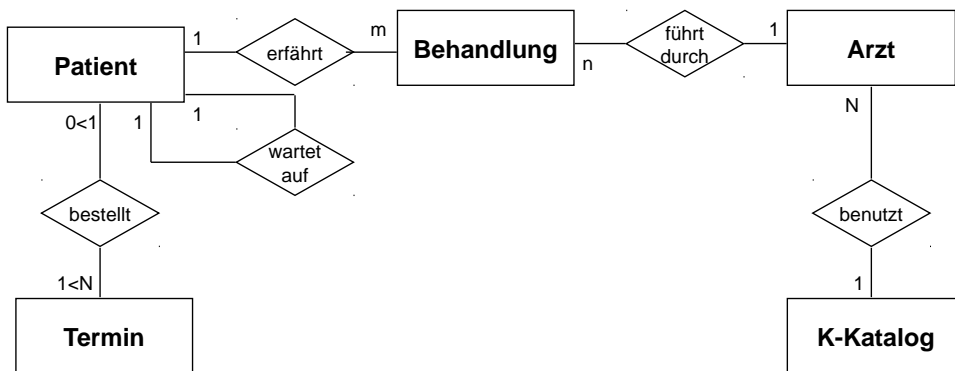 1
erfährt
m
Behandlung
n
führt
durch
1
Arzt
Patient
0<1
1
1
wartet
auf
N
bestellt
benutzt
1<N
1
Termin
K-Katalog